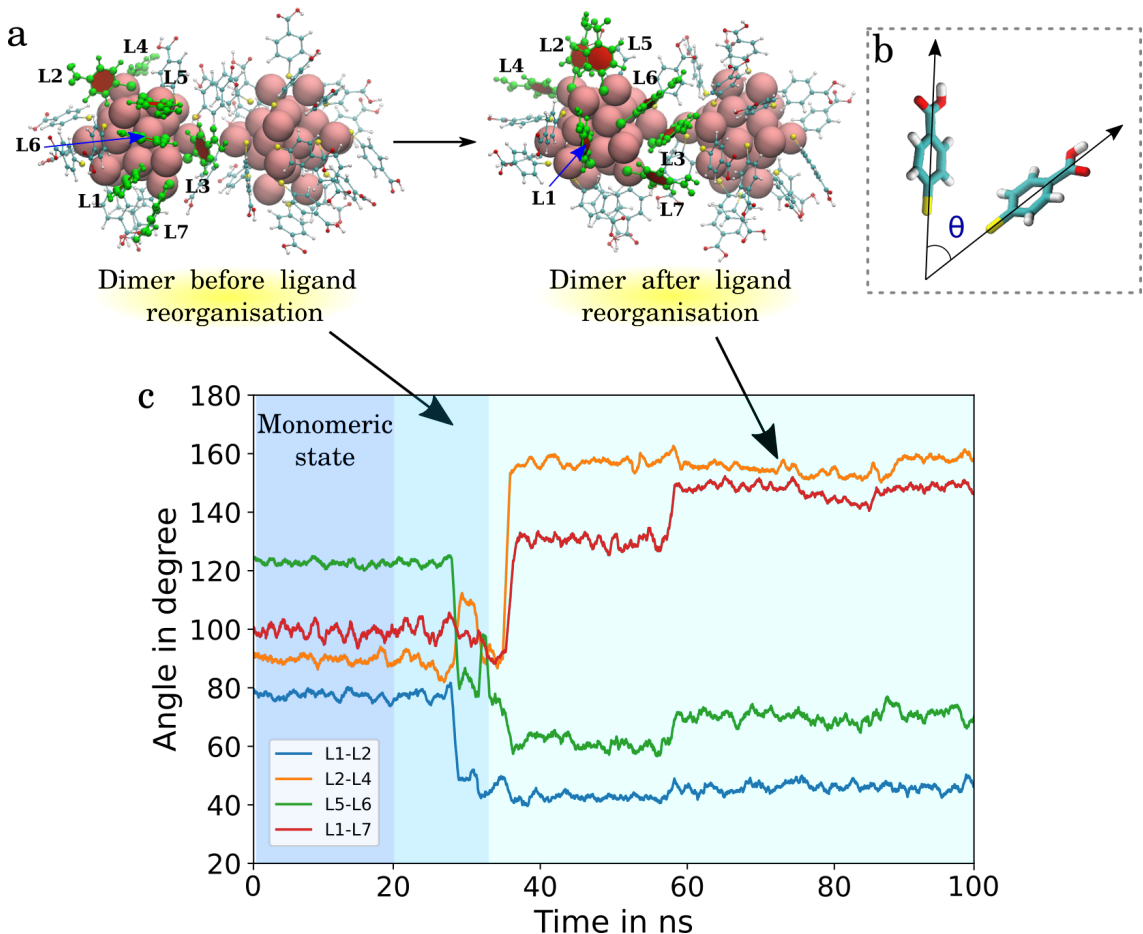 a
L4
L2
L5
L6
L1
L3
L7
L2
L5
L4
L6
L3
L1
L7
b
θ
Dimer before ligand
reorganisation
Dimer after ligand
reorganisation
c
Monomeric
state
180
160
140
120
100
80
60
40
20
Angle in degree
L1-L2
L2-L4
L5-L6
L1-L7
0 20 40 60 80 100
Time in ns